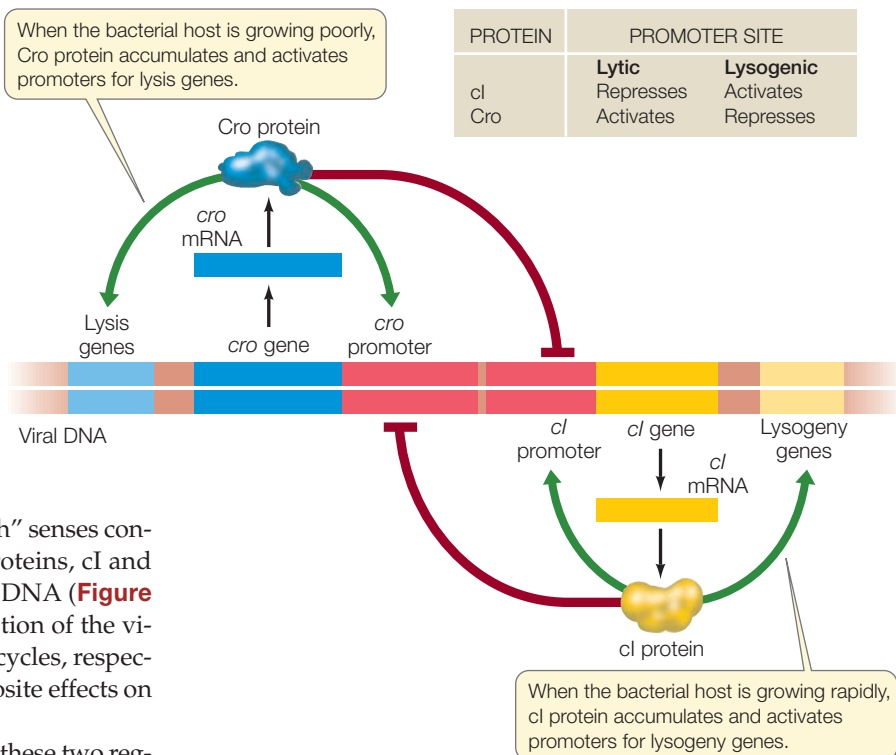 When the bacterial host is growing poorly,
Cro protein accumulates and activates
promoters for lysis genes.
PROTEIN PROMOTER SITE
Lytic Lysogenic
cI Represses Activates
Cro Activates Represses
Cro protein
cro
mRNA
Lysis
genes
cro gene
cro
promoter
Viral DNA
cI
promoter
cI gene
Lysogeny
genes
cI
mRNA
cI protein
When the bacterial host is growing rapidly,
cI protein accumulates and activates
promoters for lysogeny genes.
h” senses con-
roteins, cI and
DNA (Figure
tion of the vi-
cycles, respec-
osite effects on
these two reg-